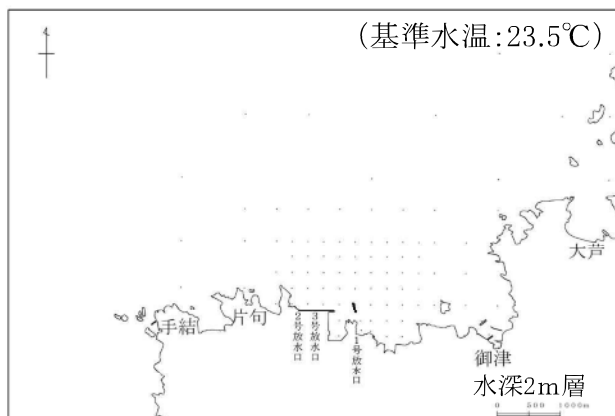 (基準水温:23.5℃)
大芦
片句
手結
2号放水口
3号放水口
1号放水口
御津
水深2m層
0 500 1000m